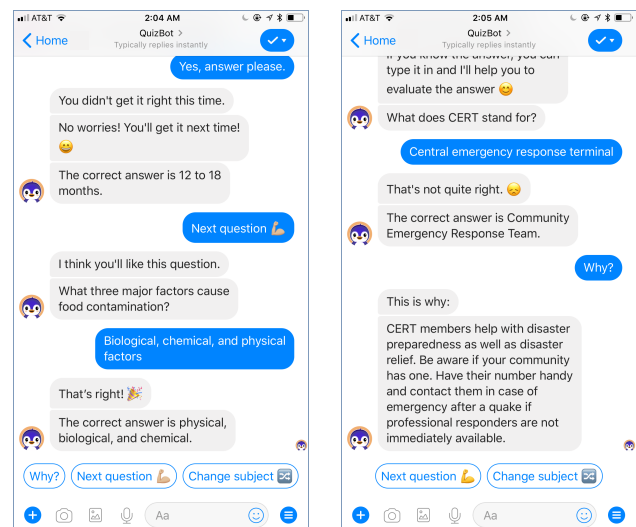 AT&T 2:04 AM
Home
QuizBot >
Typically replies instantly
Yes, answer please.
You didn't get it right this time.
No worries! You'll get it next time!
😀
The correct answer is 12 to 18
months.
Next question 💪🏼
I think you'll like this question.
What three major factors cause
food contamination?
Biological, chemical, and physical
factors
That's right! 🎉
The correct answer is physical,
biological, and chemical.
Why?
Next question 💪🏼
Change subject 🔀
Aa
AT&T 2:05 AM
Home
QuizBot >
Typically replies instantly
If you know the answer, you can
type it in and I'll help you to
evaluate the answer 😊
What does CERT stand for?
Central emergency response terminal
That's not quite right. 😞
The correct answer is Community
Emergency Response Team.
Why?
This is why:
CERT members help with disaster
preparedness as well as disaster
relief. Be aware if your community
has one. Have their number handy
and contact them in case of
emergency after a quake if
professional responders are not
immediately available.
Next question 💪
Change subject 🔀
Aa